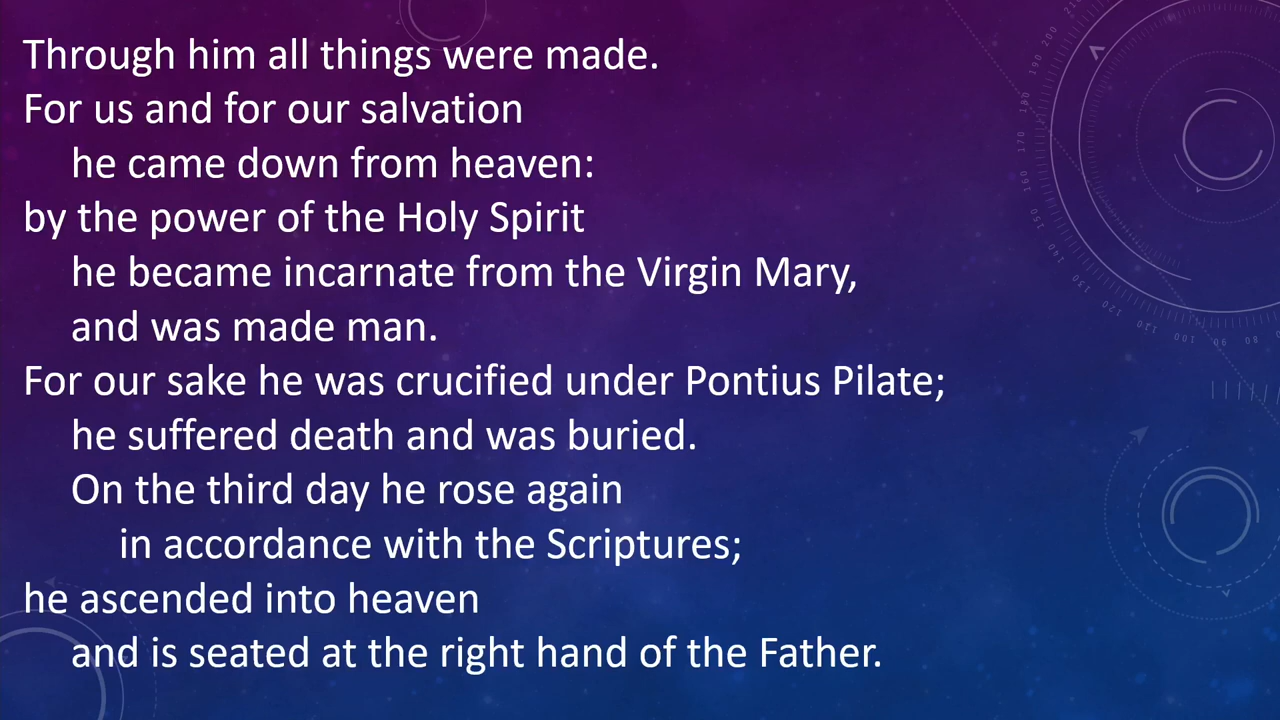 Through him all things were made.
For us and for our salvation
he came down from heaven:
by the power of the Holy Spirit
he became incarnate from the Virgin Mary,
and was made man.
For our sake he was crucified under Pontius Pilate;
he suffered death and was buried.
On the third day he rose again
in accordance with the Scriptures;
he ascended into heaven
and is seated at the right hand of the Father.